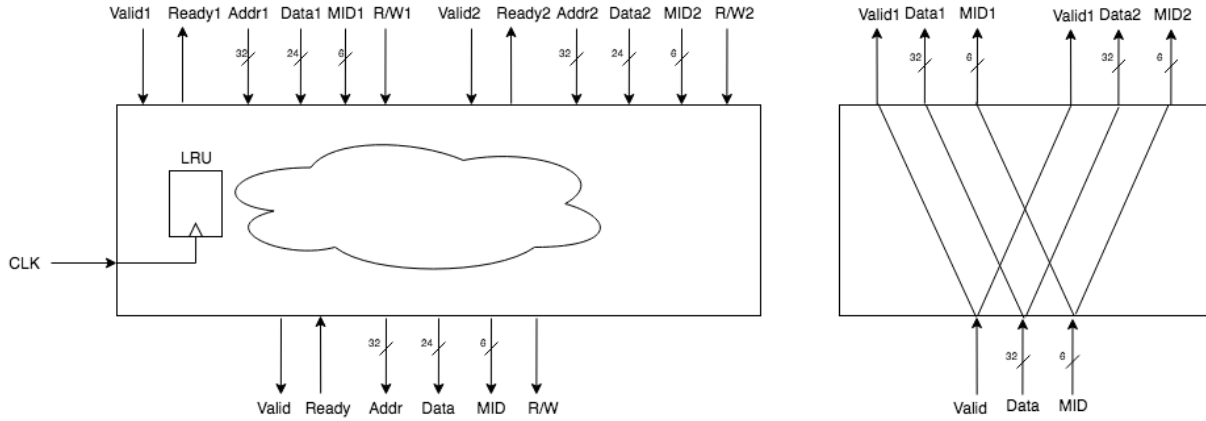 Valid1 Ready1 Addr1 Data1 MID1 R/W1 Valid2 Ready2 Addr2 Data2 MID2 R/W2
32 24 6 32 24 6
LRU
CLK
32 24 6
Valid Ready Addr Data MID R/W
Valid1 Data1 MID1 Valid1 Data2 MID2
32 6 32 6
32 6
Valid Data MID